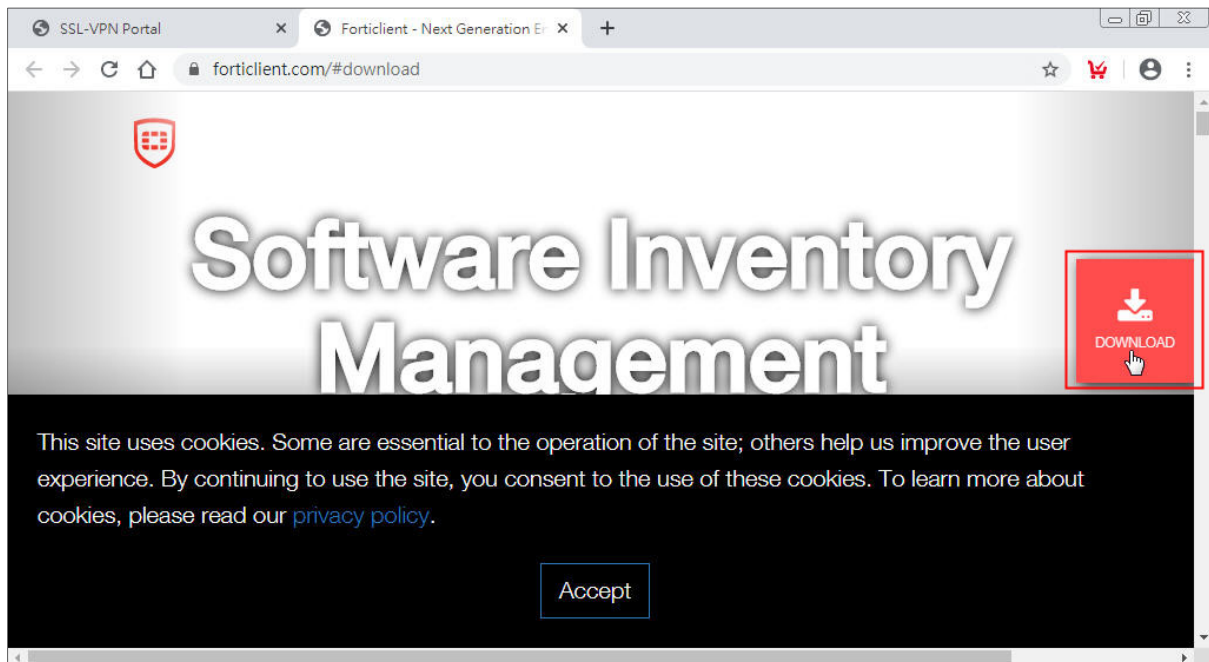 SSL-VPN Portal
Forticlient - Next Generation En
forticlient.com/#download
Software Inventory
Management
DOWNLOAD
This site uses cookies. Some are essential to the operation of the site; others help us improve the user
experience. By continuing to use the site, you consent to the use of these cookies. To learn more about
cookies, please read our privacy policy.
Accept